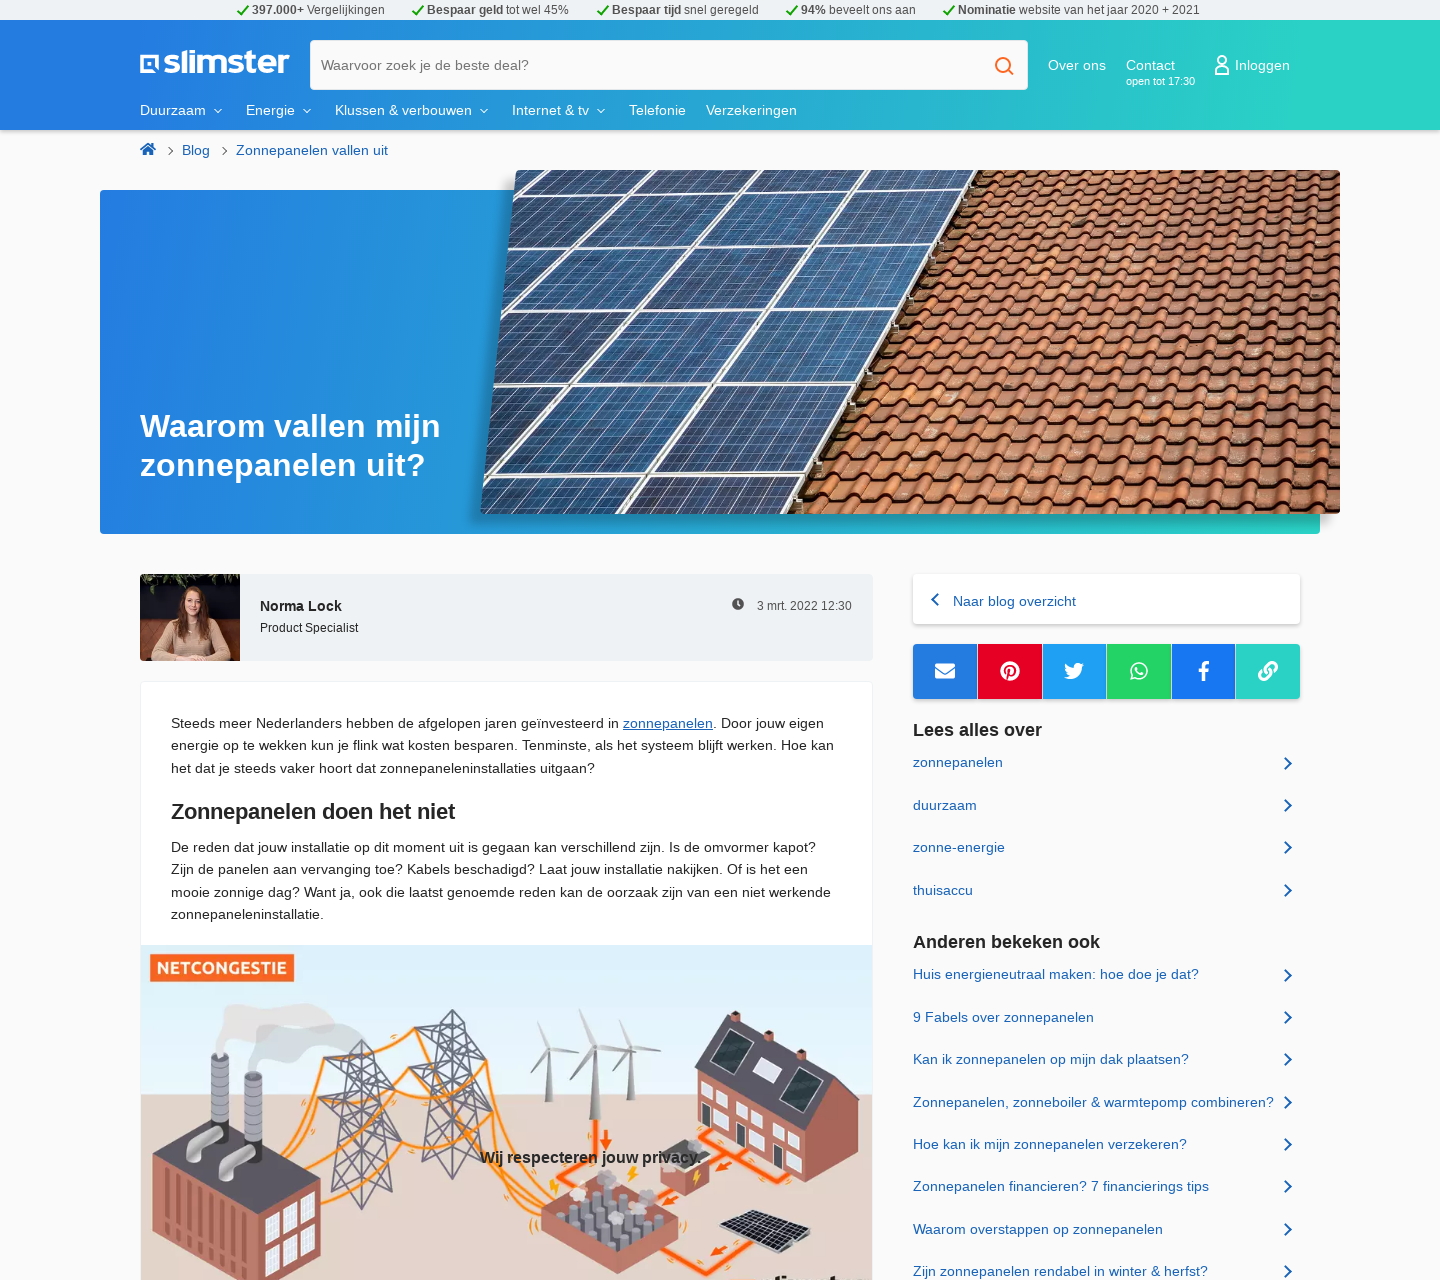 397.000+ Vergelijkingen
Bespaar geld tot wel 45%
Bespaar tijd snel geregeld
94% beveelt ons aan
Nominatie website van het jaar 2020 + 2021
slimster
Waarvoor zoek je de beste deal?
Over ons
Contact
open tot 17:30
Inloggen
Duurzaam
Energie
Klussen & verbouwen
Internet & tv
Telefonie
Verzekeringen
Blog
Zonnepanelen vallen uit
Waarom vallen mijn
zonnepanelen uit?
Norma Lock
Product Specialist
3 mrt. 2022 12:30
Steeds meer Nederlanders hebben de afgelopen jaren geïnvesteerd in zonnepanelen. Door jouw eigen
energie op te wekken kun je flink wat kosten besparen. Tenminste, als het systeem blijft werken. Hoe kan
het dat je steeds vaker hoort dat zonnepaneleninstallaties uitgaan?
Zonnepanelen doen het niet
De reden dat jouw installatie op dit moment uit is gegaan kan verschillend zijn. Is de omvormer kapot?
Zijn de panelen aan vervanging toe? Kabels beschadigd? Laat jouw installatie nakijken. Of is het een
mooie zonnige dag? Want ja, ook die laatst genoemde reden kan de oorzaak zijn van een niet werkende
zonnepaneleninstallatie.
NETCONGESTIE
Wij respecteren jouw privacy.
Naar blog overzicht
Lees alles over
zonnepanelen
duurzaam
zonne-energie
thuisaccu
Anderen bekeken ook
Huis energieneutraal maken: hoe doe je dat?
9 Fabels over zonnepanelen
Kan ik zonnepanelen op mijn dak plaatsen?
Zonnepanelen, zonneboiler & warmtepomp combineren?
Hoe kan ik mijn zonnepanelen verzekeren?
Zonnepanelen financieren? 7 financierings tips
Waarom overstappen op zonnepanelen
Zijn zonnepanelen rendabel in winter & herfst?